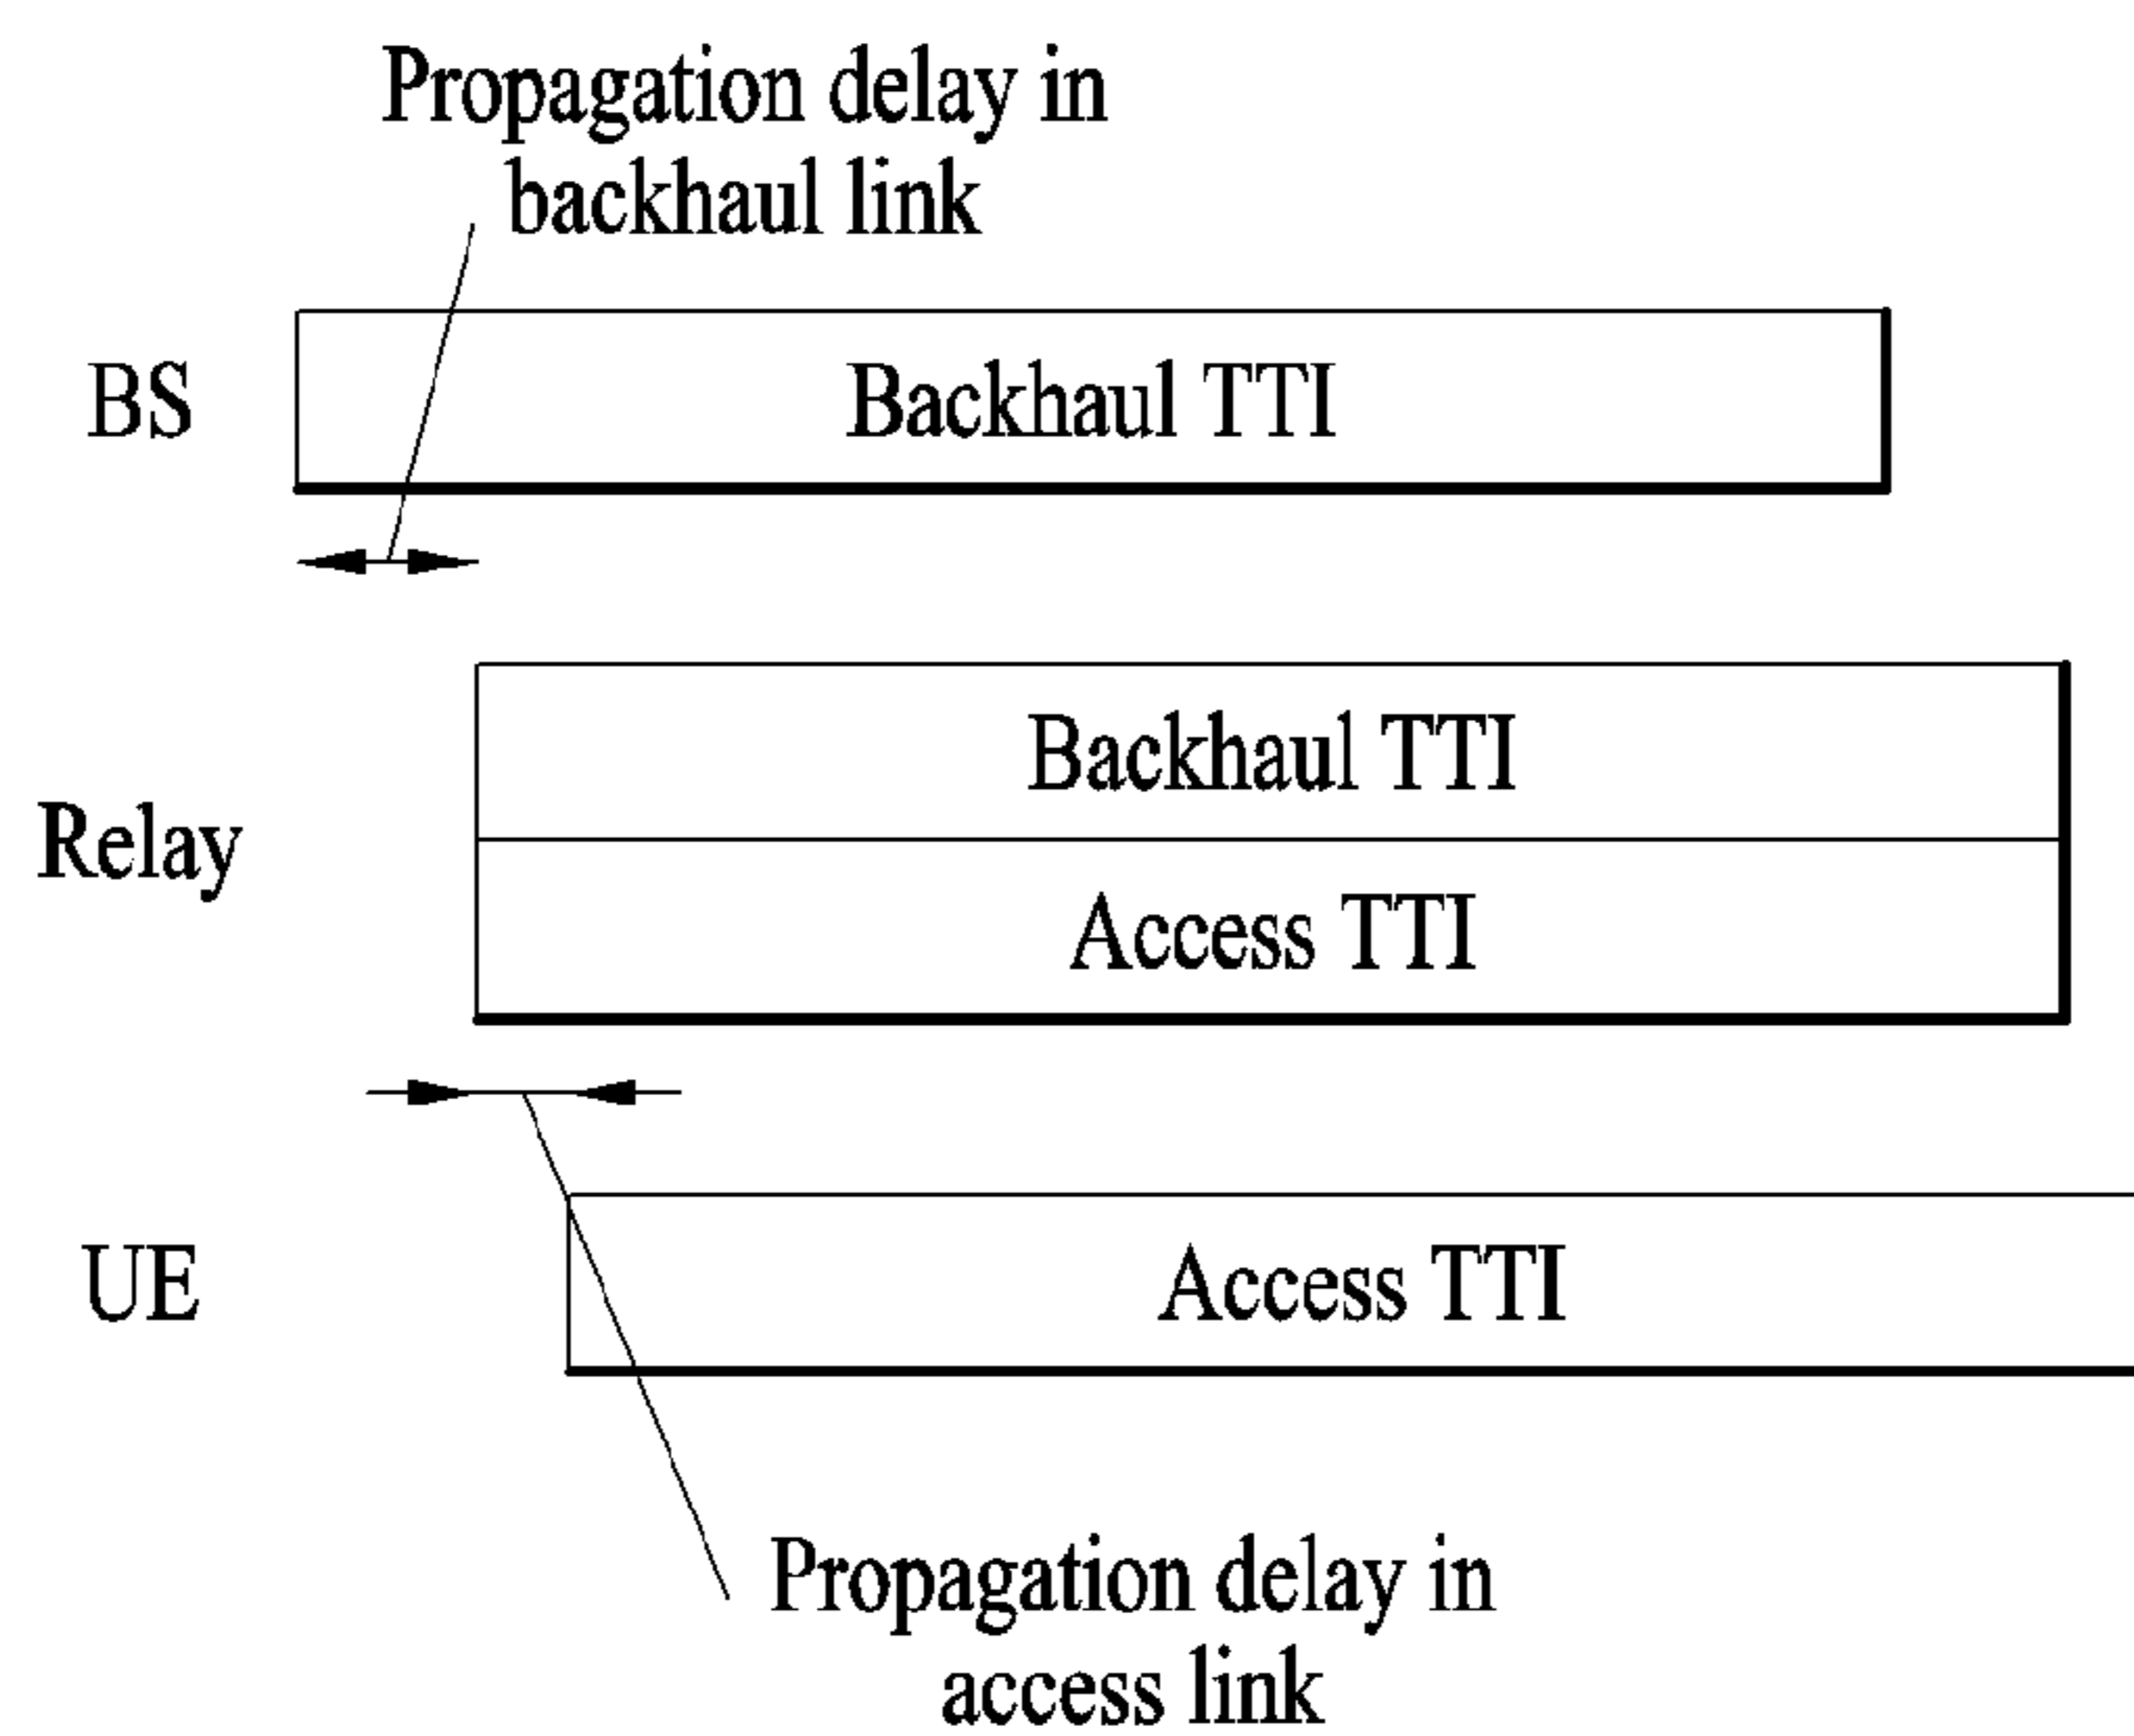 Propagation delay in
backhaul link
BS
Backhaul TTI
Backhaul TTI
Relay
Access TTI
UE
Access TTI
Propagation delay in
access link